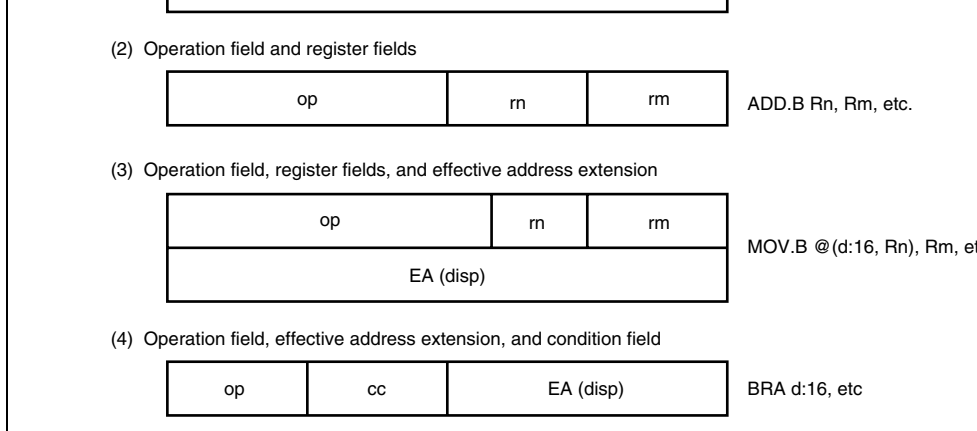 (2) Operation field and register fields
op rn rm ADD.B Rn, Rm, etc.
(3) Operation field, register fields, and effective address extension
op rn rm
MOV.B @(d:16, Rn), Rm,
EA (disp)
(4) Operation field, effective address extension, and condition field
op cc EA (disp) BRA d:16, etc